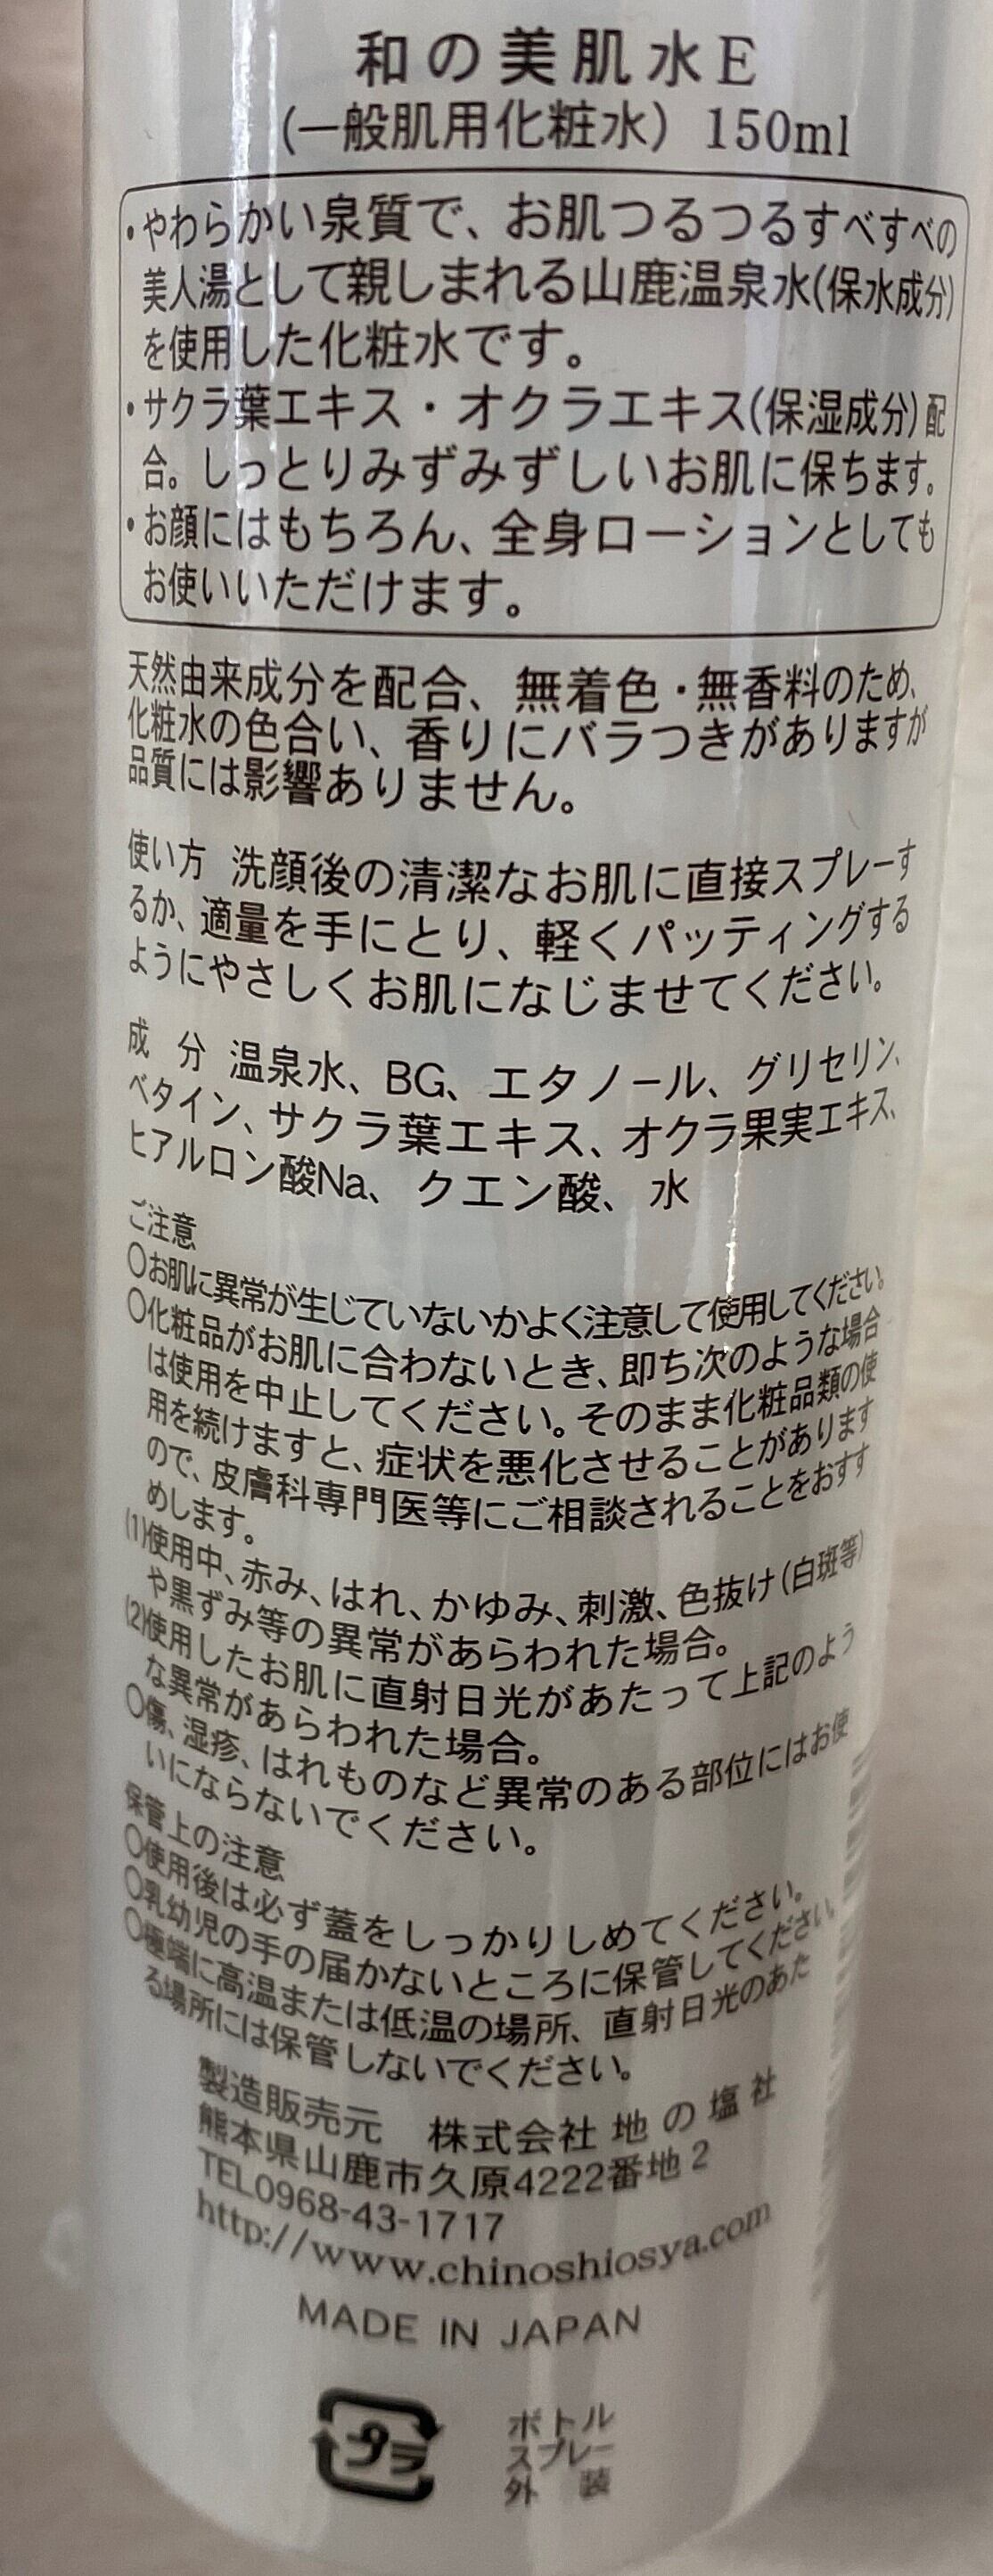 和の美肌水E
(一般肌用化粧水) 150ml
・やわらかい泉質で、お肌つるつるすべすべの
美人湯として親しまれる山鹿温泉水(保水成分)
を使用した化粧水です。
・サクラ葉エキス・オクラエキス(保湿成分)配
合。しっとりみずみずしいお肌に保ちます。
・お顔にはもちろん、全身ローションとしても
お使いいただけます。
天然由来成分を配合、無着色・無香料のため、
化粧水の色合い、香りにバラつきがありますが
品質には影響ありません。
使い方 洗顔後の清潔なお肌に直接スプレーす
るか、適量を手にとり、軽くパッティングする
ようにやさしくお肌になじませてください。
成 分 温泉水、BG、エタノール、グリセリン、
ベタイン、サクラ葉エキス、オクラ果実エキス、
ヒアルロン酸Na、クエン酸、水
ご注意
○お肌に異常が生じていないかよく注意して使用してください。
○化粧品がお肌に合わないとき、即ち次のような場合
は使用を中止してください。そのまま化粧品類の使
用を続けますと、症状を悪化させることがあります
ので、皮膚科専門医等にご相談されることをおすす
めします。
(1)使用中、赤み、はれ、かゆみ、刺激、色抜け(白斑等)
や黒ずみ等の異常があらわれた場合。
(2)使用したお肌に直射日光があたって上記のよう
な異常があらわれた場合。
○傷、湿疹、はれものなど異常のある部位にはお使
いにならないでください。
保管上の注意
○使用後は必ず蓋をしっかりしめてください。
○乳幼児の手の届かないところに保管してください。
○極端に高温または低温の場所、直射日光のあた
る場所には保管しないでください。
製造販売元 株式会社 地の塩社
熊本県山鹿市久原4222番地2
TEL0968-43-1717
http://www.chinoshiosya.com
MADE IN JAPAN
プラ
ボトル
スプレー
外 装